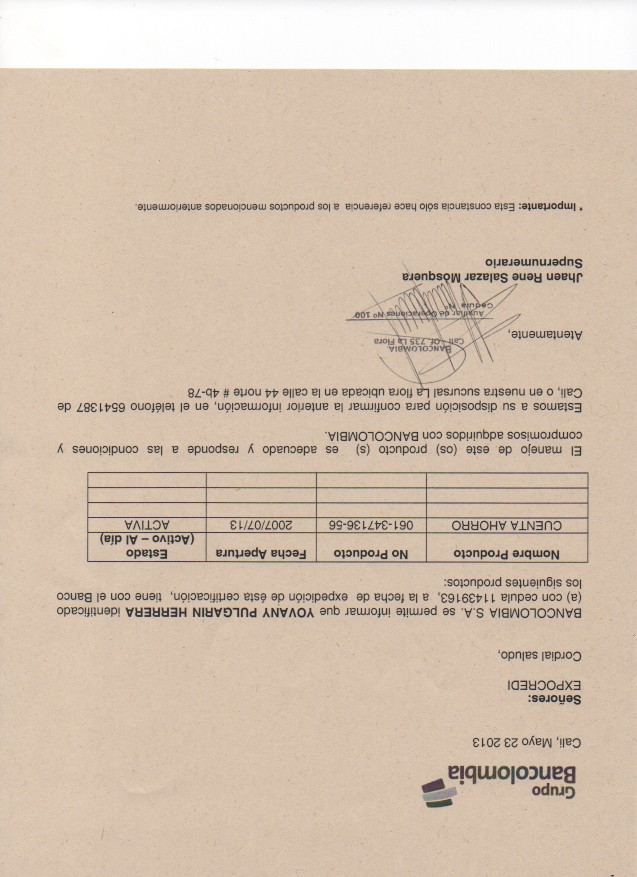 Grupo
Bancolombia
Cali, Mayo 23 2013
Señores:
EXPOCREDI
Cordial saludo,
BANCOLOMBIA S.A. se permite informar que YOVANY PULGARIN HERRERA identificado
(a) con cedula 11439163, a la fecha de expedición de ésta certificación, tiene con el Banco
los siguientes productos:
Nombre Producto No Producto Fecha Apertura Estado
(Activo – Al día)
CUENTA AHORRO 061-347136-56 2007/07/13 ACTIVA
El manejo de este (os) producto (s) es adecuado y responde a las condiciones y
compromisos adquiridos con BANCOLOMBIA.
Estamos a su disposición para confirmar la anterior información, en el teléfono 6541387 de
Cali, o en nuestra sucursal La flora ubicada en la calle 44 norte # 4b-78
BANCOLOMBIA
Cali - Of. 735 La Flora
Atentamente,
Auxiliar de Operaciones Nº 100
Cedula Nº
Jhaen Rene Salazar Mosquera
Supernumerario
* Importante: Esta constancia sólo hace referencia a los productos mencionados anteriormente.